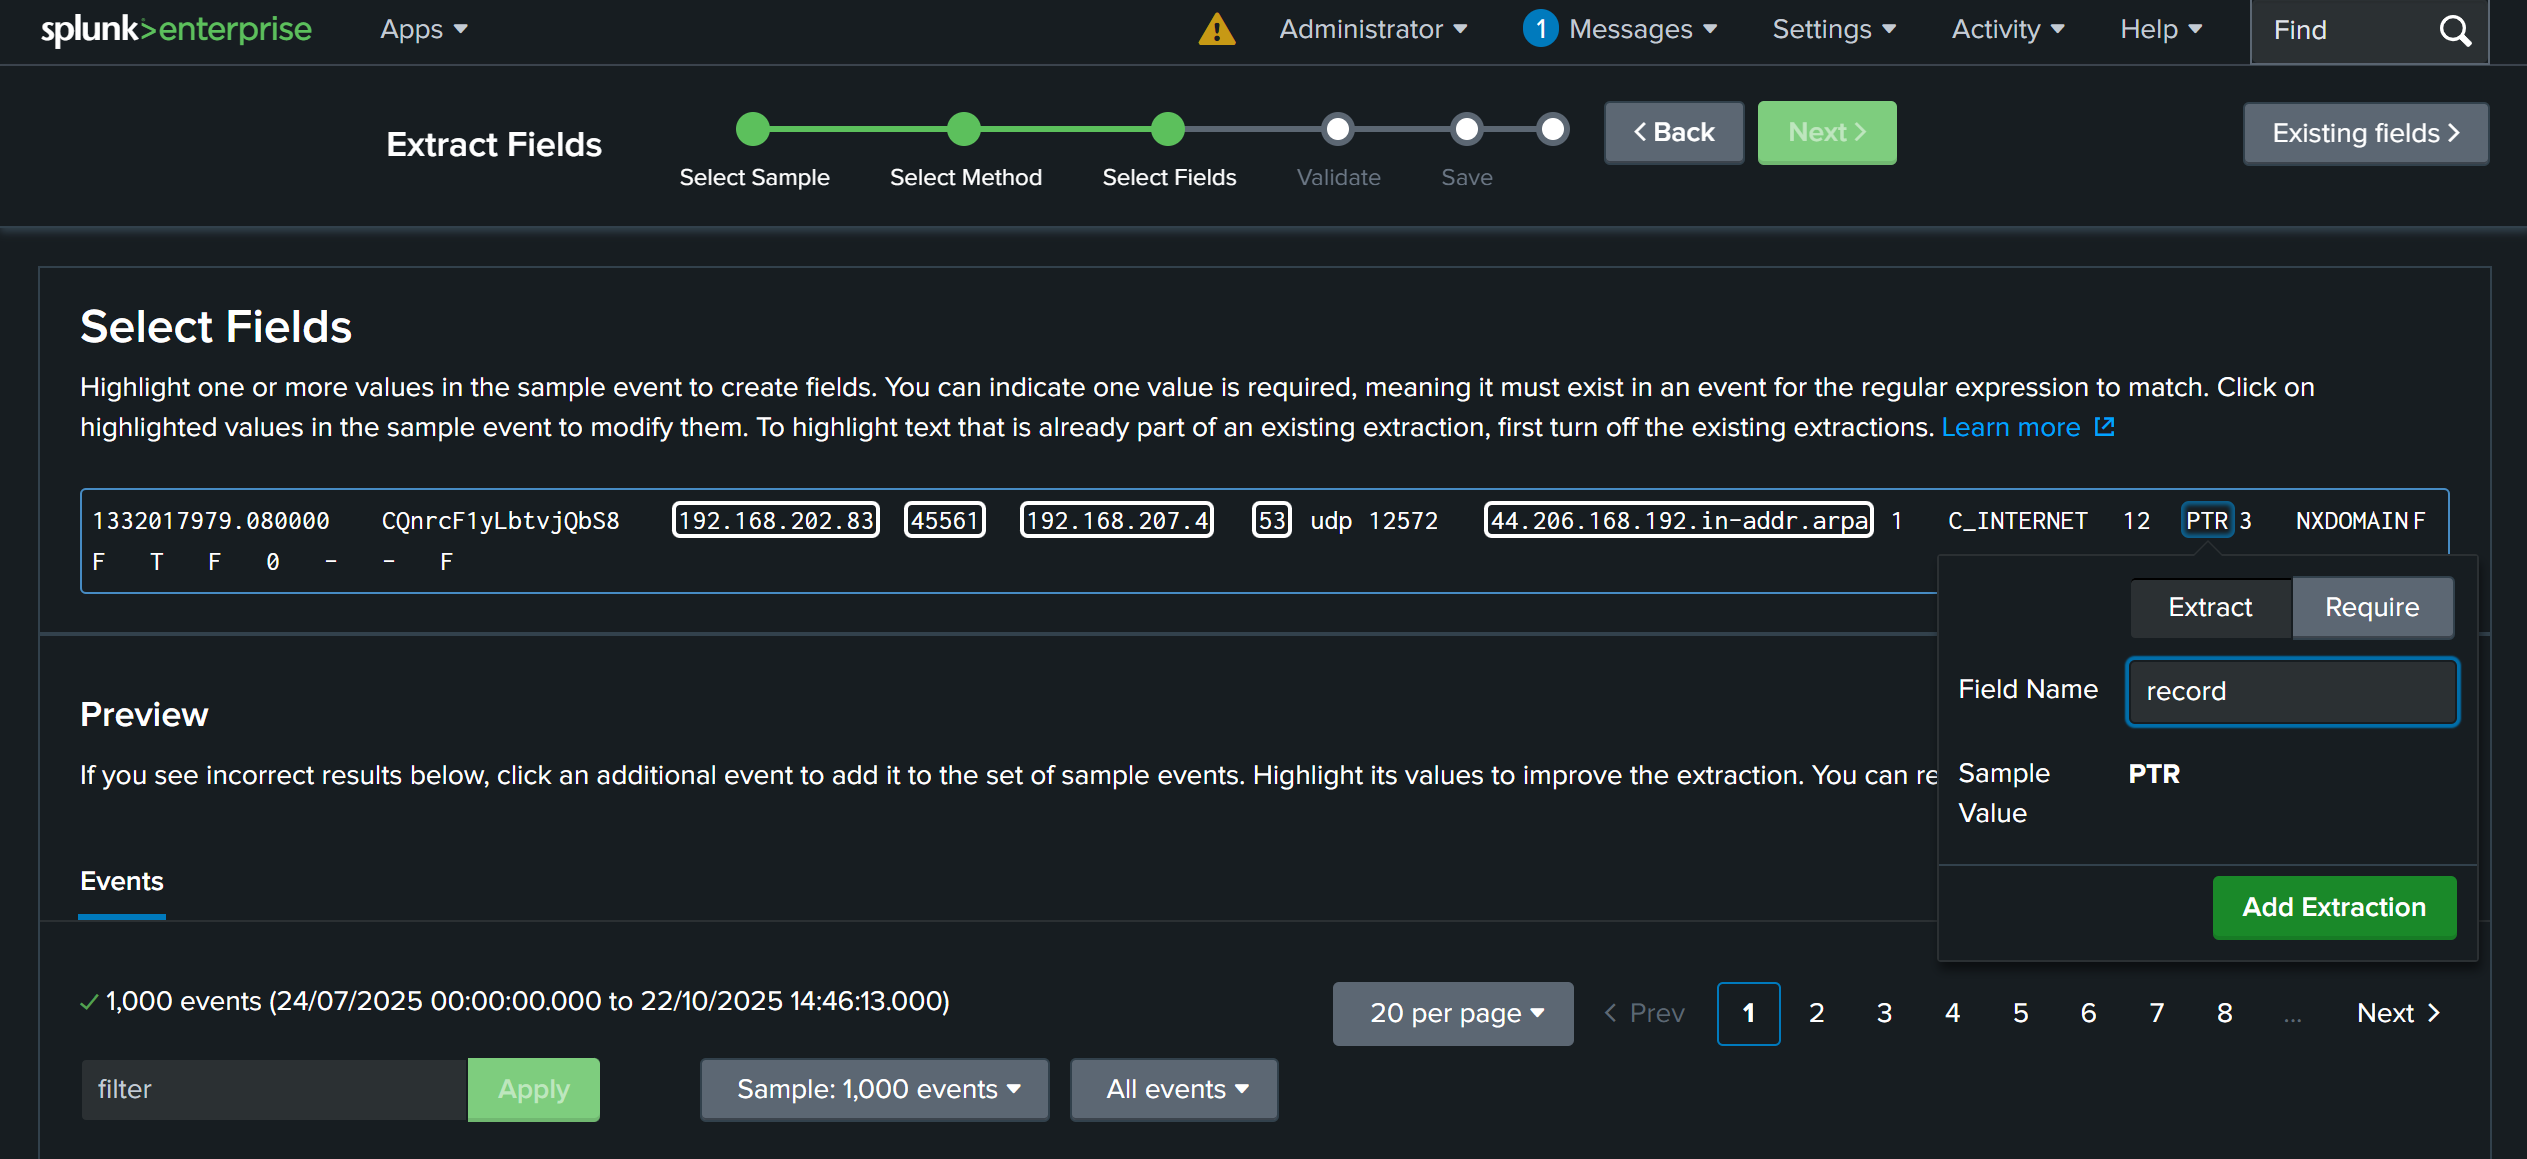 splunk>enterprise Apps Administrator 1 Messages Settings Activity Help Find
Extract Fields
Select Sample Select Method Select Fields Validate Save
< Back Next > Existing fields >
Select Fields
Highlight one or more values in the sample event to create fields. You can indicate one value is required, meaning it must exist in an event for the regular expression to match. Click on
highlighted values in the sample event to modify them. To highlight text that is already part of an existing extraction, first turn off the existing extractions. Learn more
1332017979.080000 CQnrcF1yLbtvjQbS8 192.168.202.83 45561 192.168.207.4 53 udp 12572 44.206.168.192.in-addr.arpa 1 C_INTERNET 12 PTR 3 NXDOMAIN F
F T F 0 - - F
Extract Require
Field Name record
Sample Value PTR
Add Extraction
Preview
If you see incorrect results below, click an additional event to add it to the set of sample events. Highlight its values to improve the extraction. You can re
Events
1,000 events (24/07/2025 00:00:00.000 to 22/10/2025 14:46:13.000)
20 per page < Prev 1 2 3 4 5 6 7 8 ... Next >
filter Apply Sample: 1,000 events All events